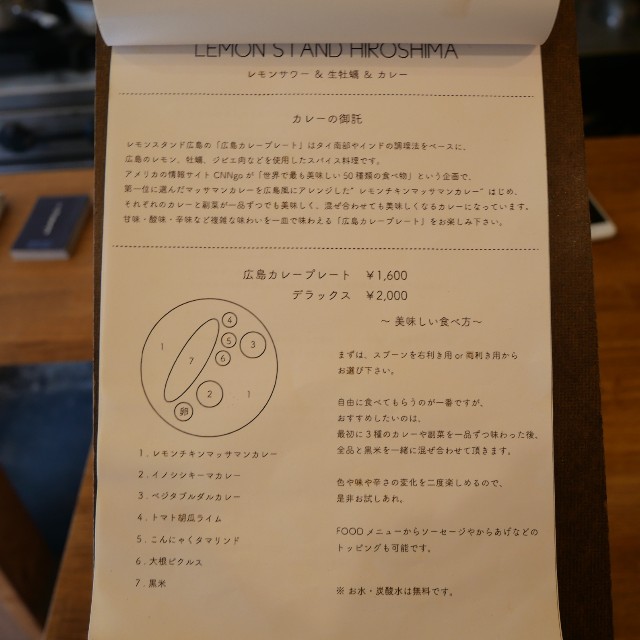 LEMON STAND HIROSHIMA
レモンサワー & 生牡蠣 & カレー
カレーの御託
レモンスタンド広島の「広島カレープレート」はタイ南部やインドの調理法をベースに、
広島のレモン、牡蠣、ジビエ肉などを使用したスパイス料理です。
アメリカの情報サイト CNNgo が「世界で最も美味しい 50 種類の食べ物」という企画で、
第一位に選んだマッサマンカレーを広島風にアレンジした" レモンチキンマッサマンカレー" はじめ、
それぞれのカレーと副菜が一品ずつでも美味しく、混ぜ合わせても美味しくなるカレーになっています。
甘味・酸味・辛味など複雑な味わいを一皿で味わえる「広島カレープレート」をお楽しみ下さい。
広島カレープレート ¥1,600
デラックス ¥2,000
1
7
4
5
6
3
2
1
卵
1 . レモンチキンマッサマンカレー
2 . イノシシキーマカレー
3 . ベジタブルダルカレー
4 . トマト胡瓜ライム
5 . こんにゃくタマリンド
6 . 大根ピクルス
7 . 黒米
～ 美味しい食べ方～
まずは、スプーンを右利き用 or 両利き用から
お選び下さい。
自由に食べてもらうのが一番ですが、
おすすめしたいのは、
最初に 3 種のカレーや副菜を一品ずつ味わった後、
全品と黒米を一緒に混ぜ合わせて頂きます。
色や味や辛さの変化を二度楽しめるので、
是非お試しあれ。
FOOD メニューからソーセージやからあげなどの
トッピングも可能です。
※ お水・炭酸水は無料です。